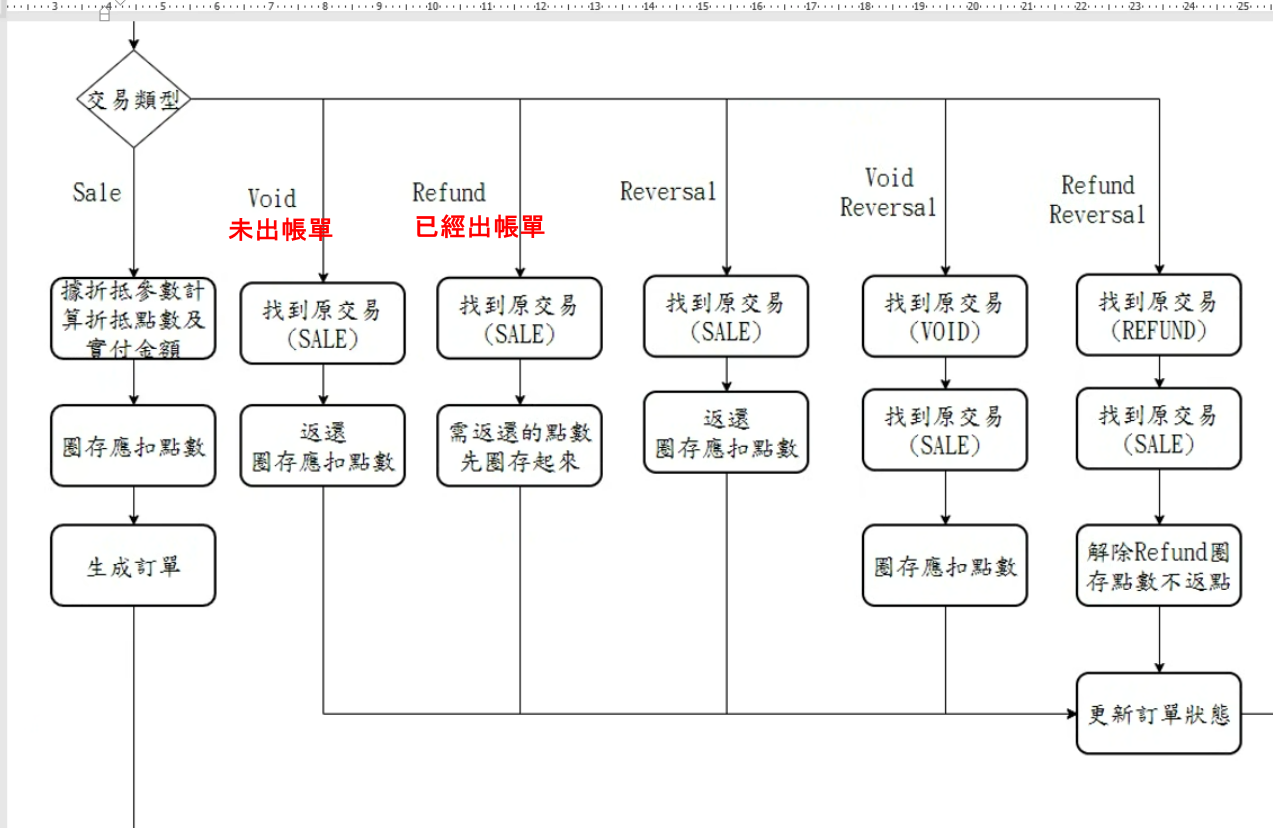 3 4 5 6 7 8 9 10 11 12 13 14 15 16 17 18 19 20 21 22 23 24 25
交易類型
Sale
據折抵參數計
算折抵點數及
實付金額
圈存應扣點數
生成訂單
Void
未出帳單
找到原交易
(SALE)
返還
圈存應扣點數
Refund
已經出帳單
找到原交易
(SALE)
需返還的點數
先圈存起來
Reversal
找到原交易
(SALE)
返還
圈存應扣點數
Void
Reversal
找到原交易
(VOID)
找到原交易
(SALE)
圈存應扣點數
Refund
Reversal
找到原交易
(REFUND)
找到原交易
(SALE)
解除Refund圈
存點數不返點
更新訂單狀態